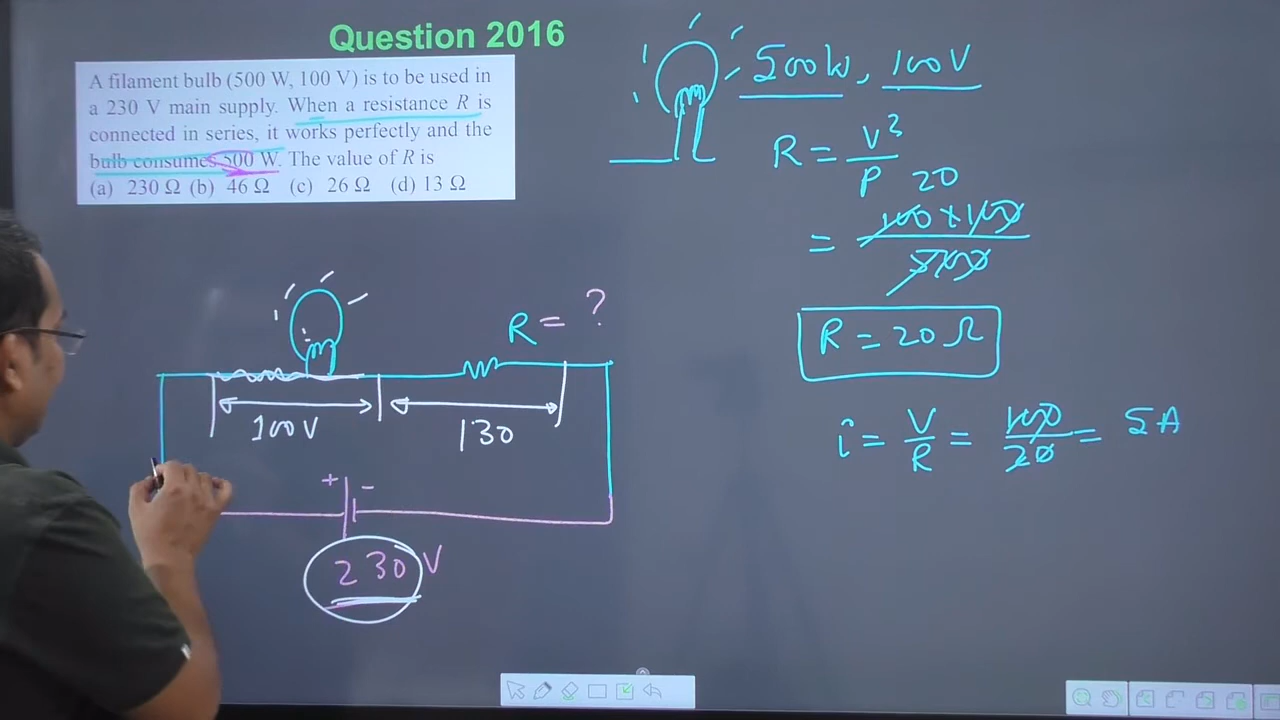 Question 2016
A filament bulb (500 W, 100 V) is to be used in
a 230 V main supply. When a resistance R is
connected in series, it works perfectly and the
bulb consumes 500 W. The value of R is
(a) 230 Ω (b) 46 Ω (c) 26 Ω (d) 13 Ω
500W, 100V
R = V²/P
20
= 100×100/500
R = 20 Ω
i = V/R = 100/20 = 5A
R = ?
100V
130
+ -
230 V